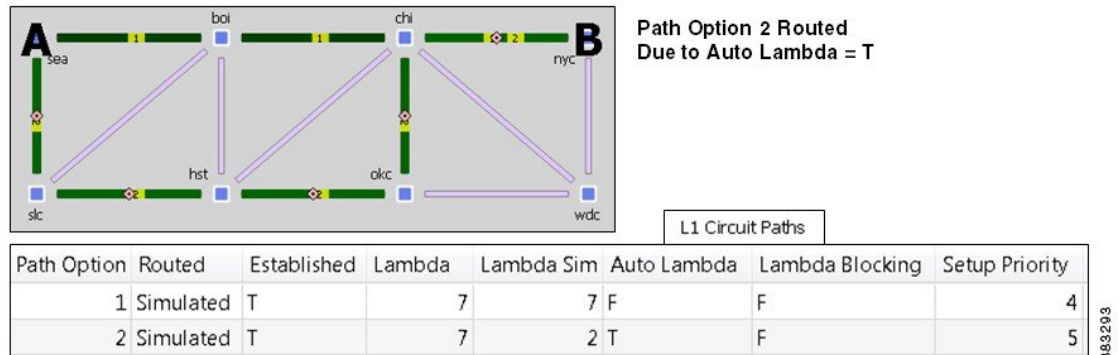 boi
chi
A
1
1
2
B
Path Option 2 Routed
Due to Auto Lambda = T
sea
nyc
2
2
hst
okc
2
2
slc
wdc
L1 Circuit Paths
Path Option Routed Established Lambda Lambda Sim Auto Lambda Lambda Blocking Setup Priority
1 Simulated T 7 7 F F 4
2 Simulated T 7 2 T F 5